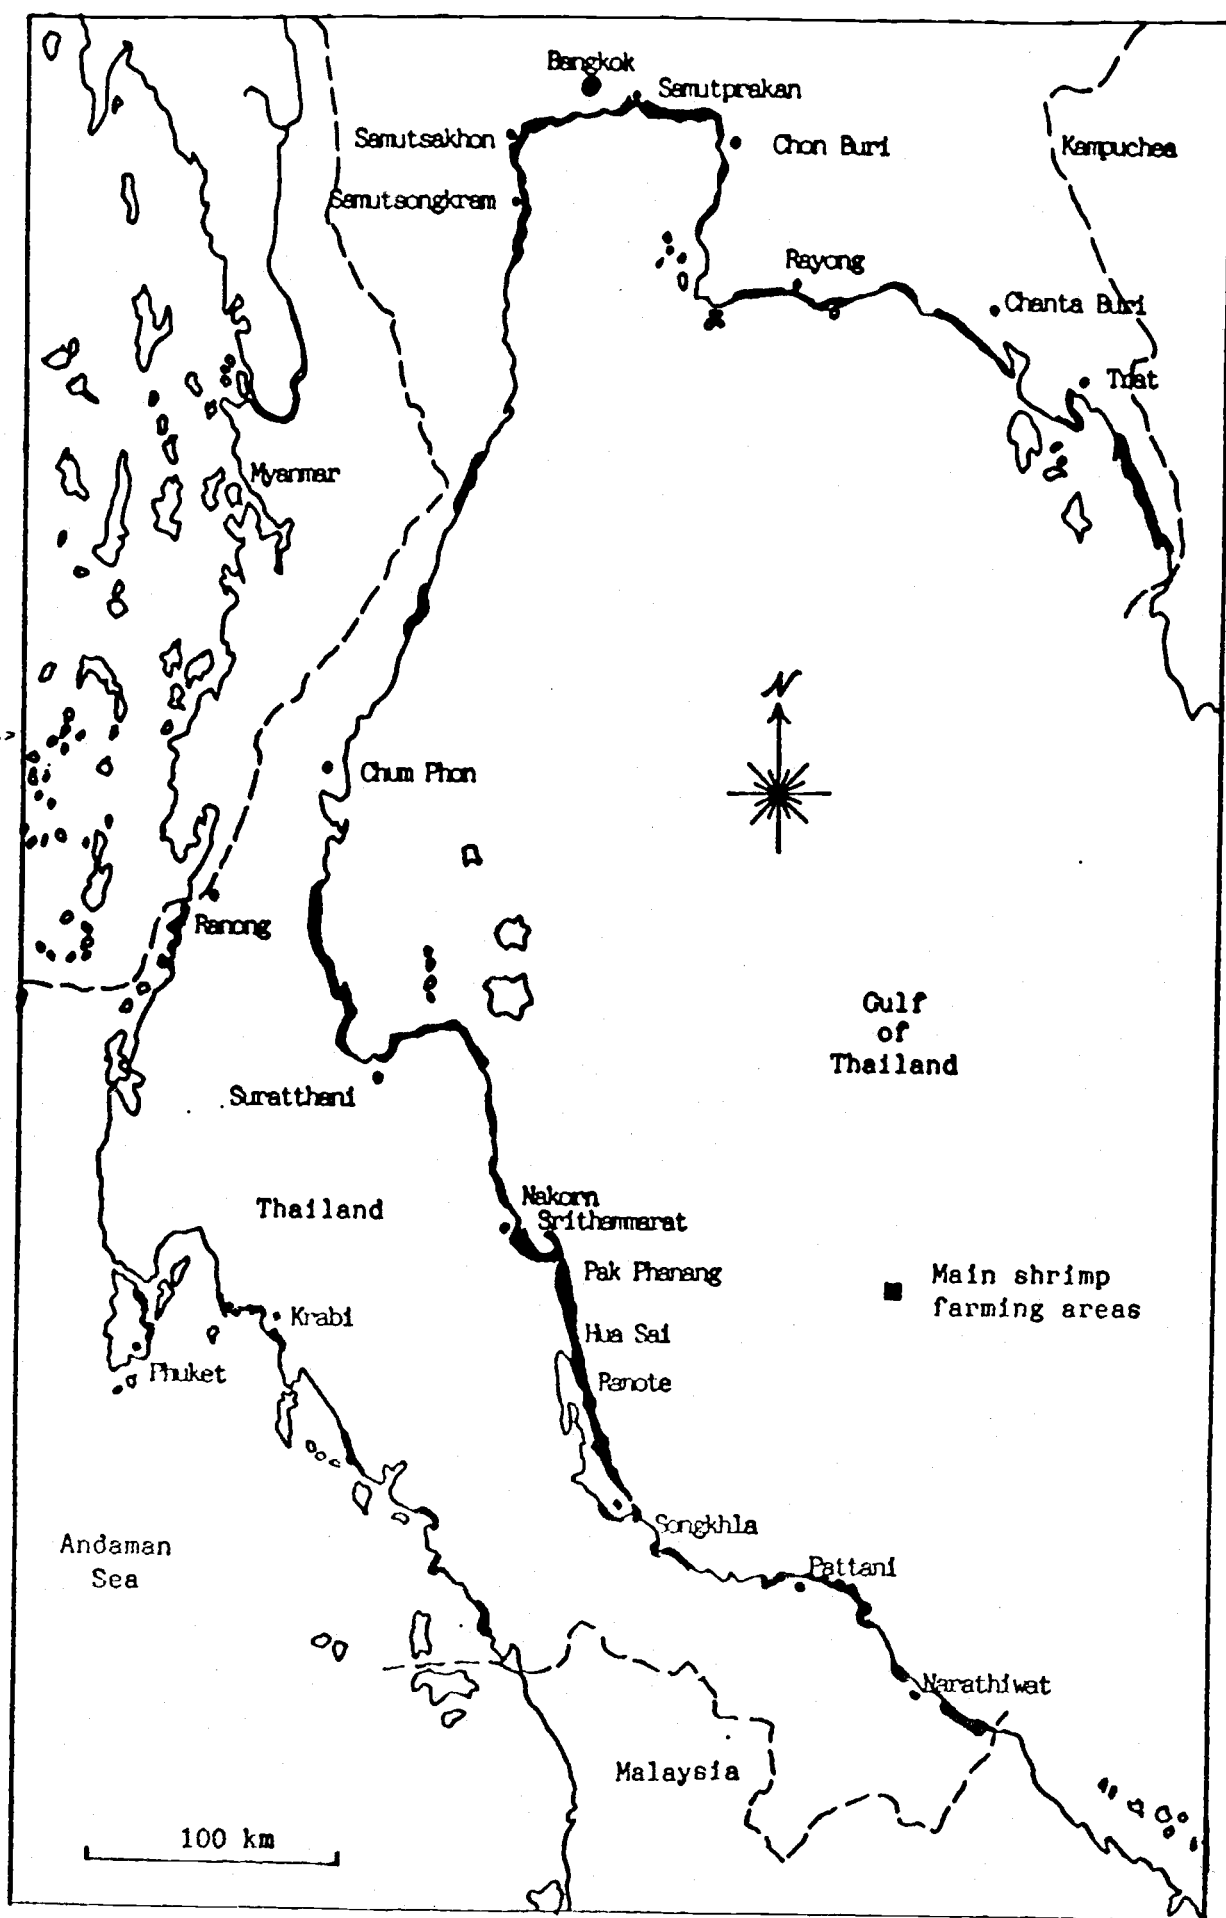 Bangkok
Samutprakan
Samutsakhon
Chon Buri
Kampuchea
Samutsongkram
Rayong
Chanta Buri
Trat
Myanmar
N
Chum Phon
Ranong
Gulf
of
Thailand
Suratthani
Thailand
Nakorn
Srithammarat
Pak Phanang
Main shrimp
farming areas
Krabi
Hua Sai
Phuket
Ranote
Songkhla
Andaman
Sea
Pattani
Narathiwat
Malaysia
100 km